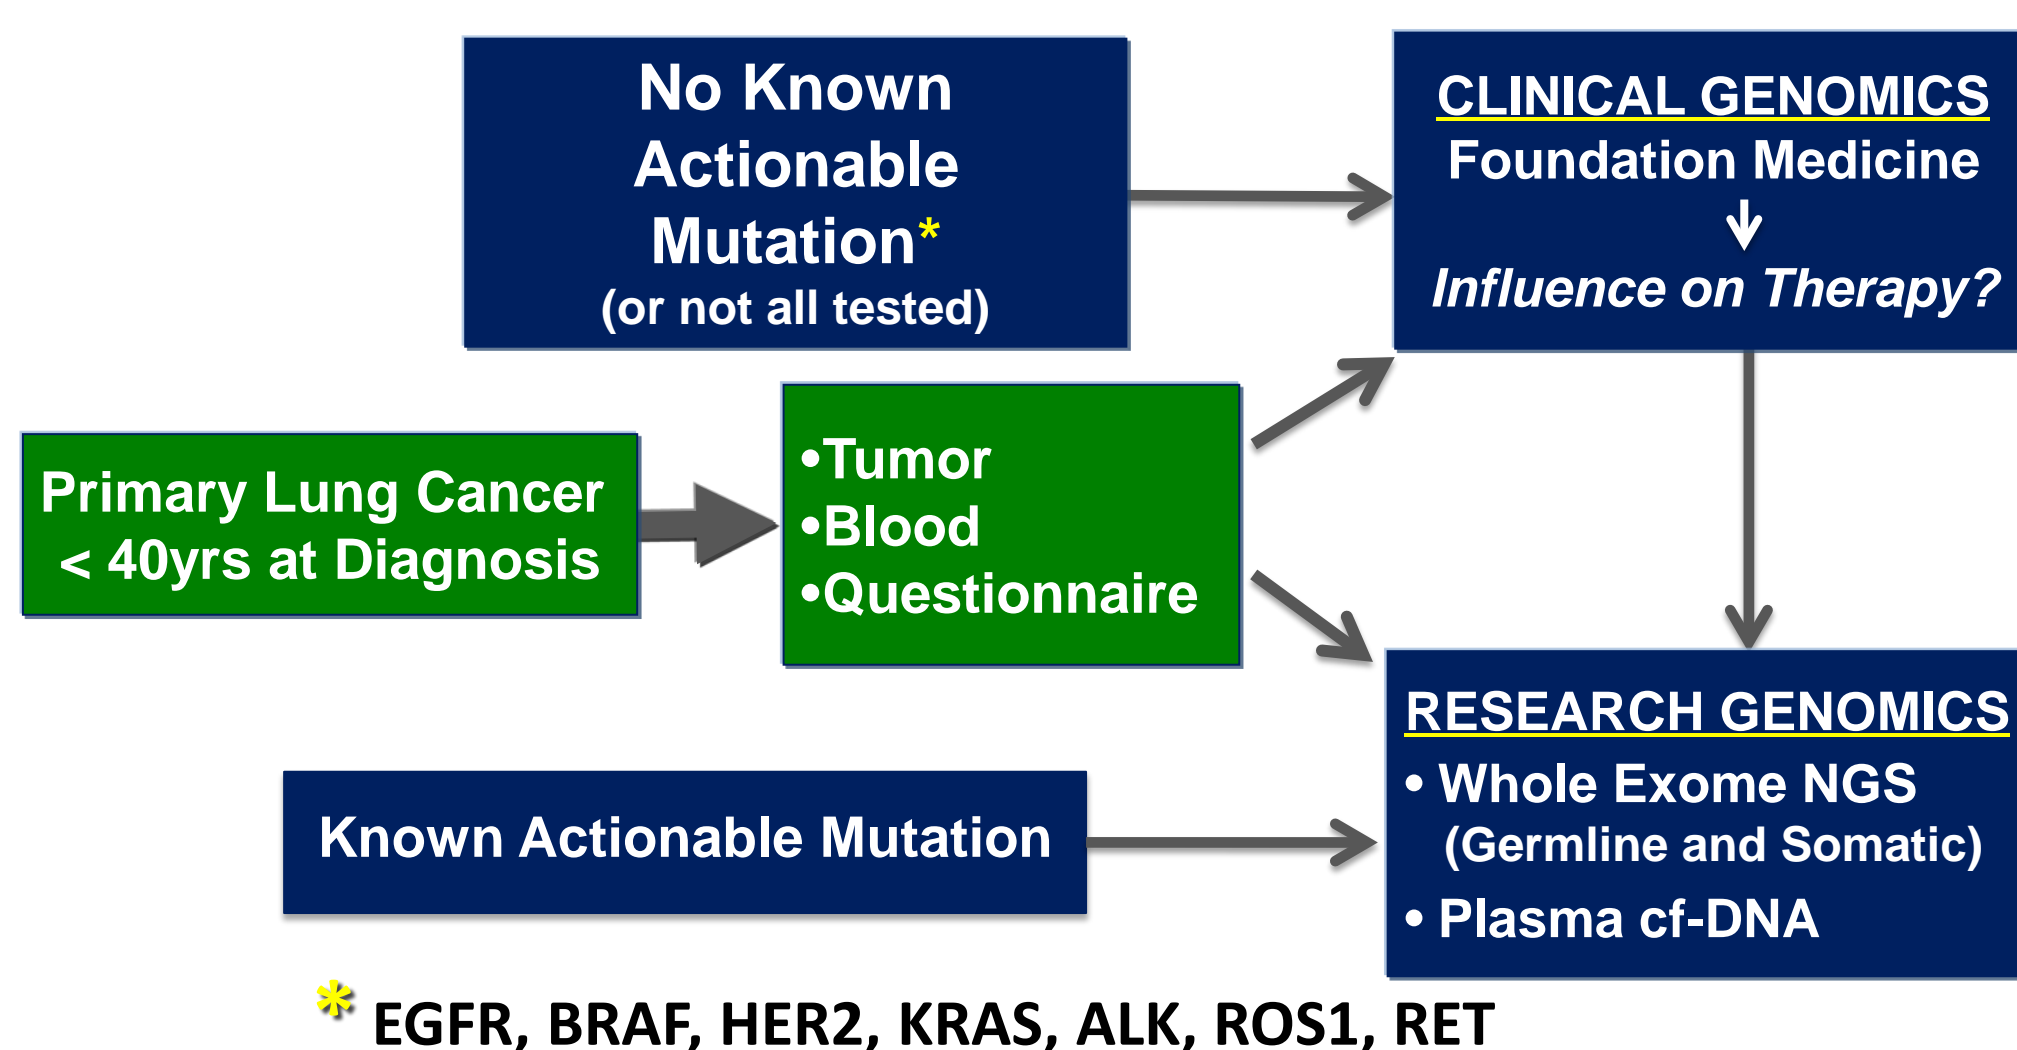 No Known
Actionable
Mutation*
(or not all tested)
CLINICAL GENOMICS
Foundation Medicine
Influence on Therapy?
Primary Lung Cancer
< 40yrs at Diagnosis
•Tumor
•Blood
•Questionnaire
Known Actionable Mutation
RESEARCH GENOMICS
• Whole Exome NGS
(Germline and Somatic)
• Plasma cf-DNA
* EGFR, BRAF, HER2, KRAS, ALK, ROS1, RET